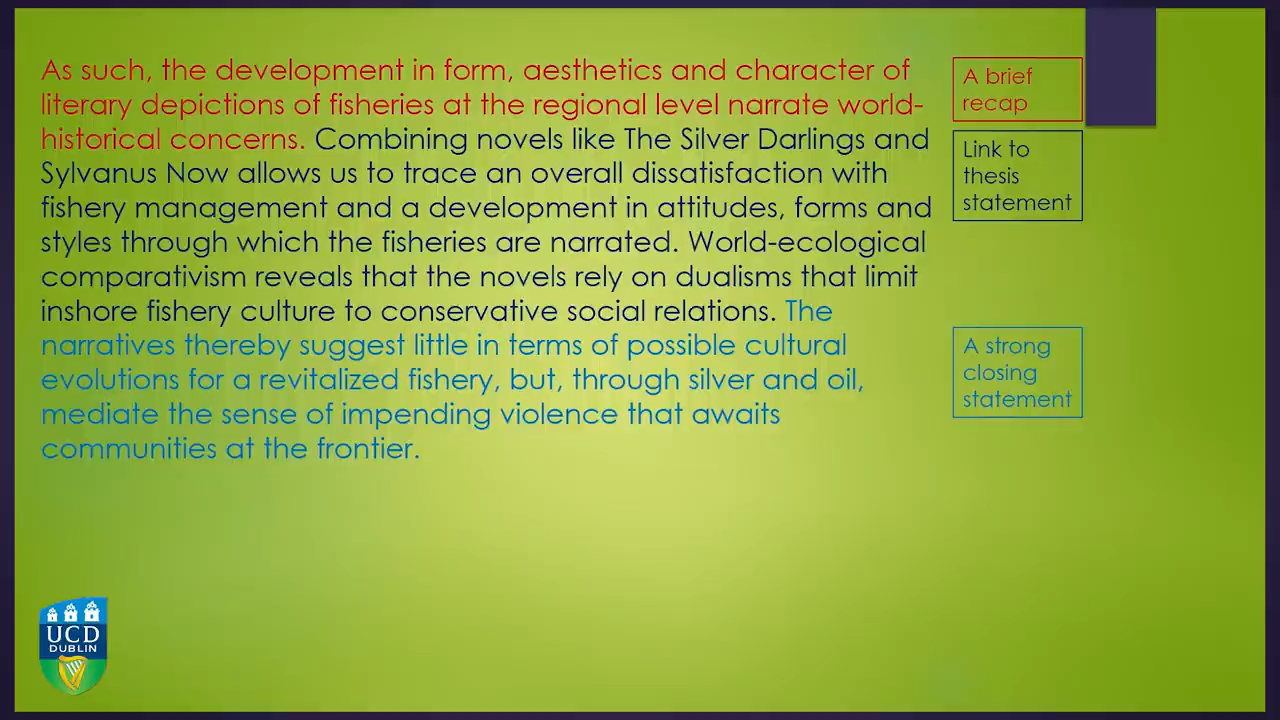 As such, the development in form, aesthetics and character of
literary depictions of fisheries at the regional level narrate world-
historical concerns. Combining novels like The Silver Darlings and
Sylvanus Now allows us to trace an overall dissatisfaction with
fishery management and a development in attitudes, forms and
styles through which the fisheries are narrated. World-ecological
comparativism reveals that the novels rely on dualisms that limit
inshore fishery culture to conservative social relations. The
narratives thereby suggest little in terms of possible cultural
evolutions for a revitalized fishery, but, through silver and oil,
mediate the sense of impending violence that awaits
communities at the frontier.
A brief
recap
Link to
thesis
statement
A strong
closing
statement
UCD
DUBLIN